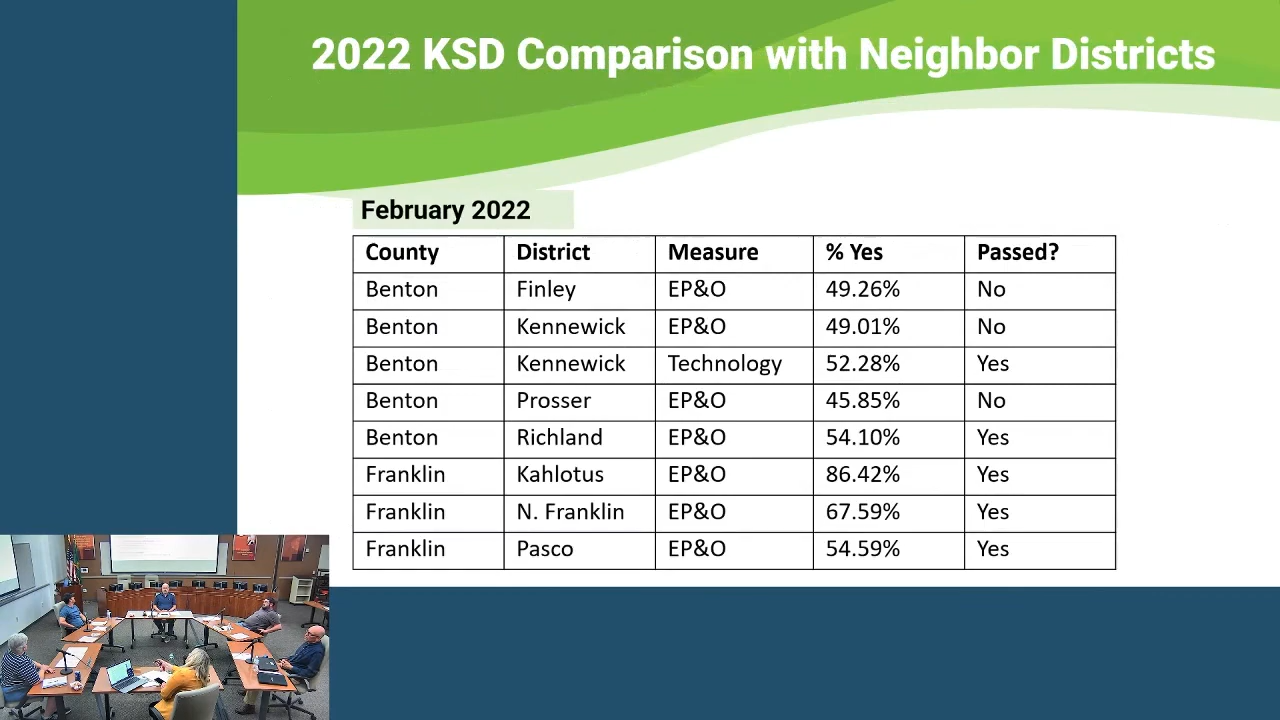 2022 KSD Comparison with Neighbor Districts
February 2022
County District Measure % Yes Passed?
Benton Finley EP&O 49.26% No
Benton Kennewick EP&O 49.01% No
Benton Kennewick Technology 52.28% Yes
Benton Prosser EP&O 45.85% No
Benton Richland EP&O 54.10% Yes
Franklin Kahlotus EP&O 86.42% Yes
Franklin N. Franklin EP&O 67.59% Yes
Franklin Pasco EP&O 54.59% Yes